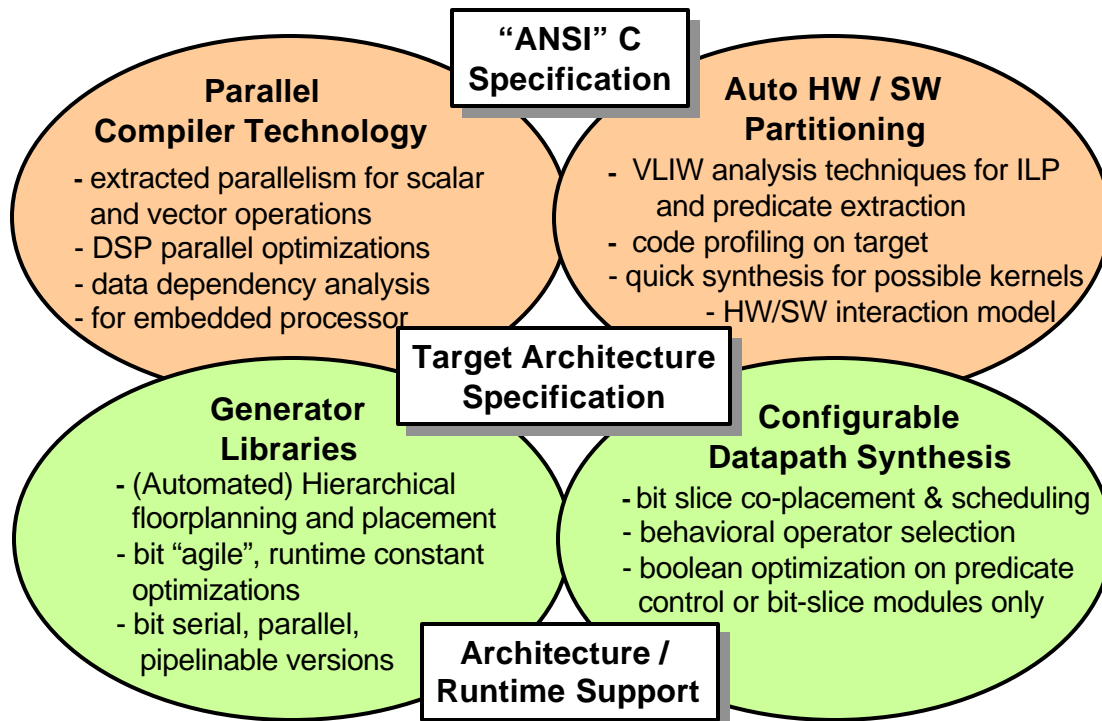 “ANSI” C
Specification
Parallel
Compiler Technology
- extracted parallelism for scalar
and vector operations
- DSP parallel optimizations
- data dependency analysis
- for embedded processor
Auto HW / SW
Partitioning
- VLIW analysis techniques for ILP
and predicate extraction
- code profiling on target
- quick synthesis for possible kernels
- HW/SW interaction model
Target Architecture
Specification
Generator
Libraries
- (Automated) Hierarchical
floorplanning and placement
- bit “agile”, runtime constant
optimizations
- bit serial, parallel,
pipelinable versions
Configurable
Datapath Synthesis
- bit slice co-placement & scheduling
- behavioral operator selection
- boolean optimization on predicate
control or bit-slice modules only
Architecture /
Runtime Support